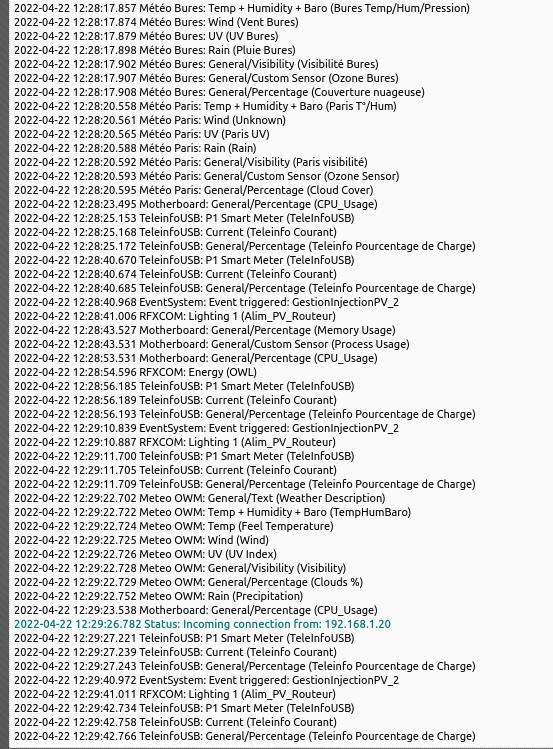 2022-04-22 12:28:17.857 Météo Bures: Temp + Humidity + Baro (Bures Temp/Hum/Pression)
2022-04-22 12:28:17.874 Météo Bures: Wind (Vent Bures)
2022-04-22 12:28:17.879 Météo Bures: UV (UV Bures)
2022-04-22 12:28:17.898 Météo Bures: Rain (Pluie Bures)
2022-04-22 12:28:17.902 Météo Bures: General/Visibility (Visibilité Bures)
2022-04-22 12:28:17.907 Météo Bures: General/Custom Sensor (Ozone Bures)
2022-04-22 12:28:17.908 Météo Bures: General/Percentage (Couverture nuageuse)
2022-04-22 12:28:20.558 Météo Paris: Temp + Humidity + Baro (Paris T°/Hum)
2022-04-22 12:28:20.561 Météo Paris: Wind (Unknown)
2022-04-22 12:28:20.565 Météo Paris: UV (Paris UV)
2022-04-22 12:28:20.588 Météo Paris: Rain (Rain)
2022-04-22 12:28:20.592 Météo Paris: General/Visibility (Paris visibilité)
2022-04-22 12:28:20.593 Météo Paris: General/Custom Sensor (Ozone Sensor)
2022-04-22 12:28:20.595 Météo Paris: General/Percentage (Cloud Cover)
2022-04-22 12:28:23.495 Motherboard: General/Percentage (CPU_Usage)
2022-04-22 12:28:25.153 TeleinfoUSB: P1 Smart Meter (TeleInfoUSB)
2022-04-22 12:28:25.168 TeleinfoUSB: Current (Teleinfo Courant)
2022-04-22 12:28:25.172 TeleinfoUSB: General/Percentage (Teleinfo Pourcentage de Charge)
2022-04-22 12:28:40.670 TeleinfoUSB: P1 Smart Meter (TeleInfoUSB)
2022-04-22 12:28:40.674 TeleinfoUSB: Current (Teleinfo Courant)
2022-04-22 12:28:40.685 TeleinfoUSB: General/Percentage (Teleinfo Pourcentage de Charge)
2022-04-22 12:28:40.968 EventSystem: Event triggered: GestionInjectionPV_2
2022-04-22 12:28:41.006 RFXCOM: Lighting 1 (Alim_PV_Routeur)
2022-04-22 12:28:43.527 Motherboard: General/Percentage (Memory Usage)
2022-04-22 12:28:43.531 Motherboard: General/Custom Sensor (Process Usage)
2022-04-22 12:28:53.531 Motherboard: General/Percentage (CPU_Usage)
2022-04-22 12:28:54.596 RFXCOM: Energy (OWL)
2022-04-22 12:28:56.185 TeleinfoUSB: P1 Smart Meter (TeleInfoUSB)
2022-04-22 12:28:56.189 TeleinfoUSB: Current (Teleinfo Courant)
2022-04-22 12:28:56.193 TeleinfoUSB: General/Percentage (Teleinfo Pourcentage de Charge)
2022-04-22 12:29:10.839 EventSystem: Event triggered: GestionInjectionPV_2
2022-04-22 12:29:10.887 RFXCOM: Lighting 1 (Alim_PV_Routeur)
2022-04-22 12:29:11.700 TeleinfoUSB: P1 Smart Meter (TeleInfoUSB)
2022-04-22 12:29:11.705 TeleinfoUSB: Current (Teleinfo Courant)
2022-04-22 12:29:11.709 TeleinfoUSB: General/Percentage (Teleinfo Pourcentage de Charge)
2022-04-22 12:29:22.702 Meteo OWM: General/Text (Weather Description)
2022-04-22 12:29:22.722 Meteo OWM: Temp + Humidity + Baro (TempHumBaro)
2022-04-22 12:29:22.724 Meteo OWM: Temp (Feel Temperature)
2022-04-22 12:29:22.725 Meteo OWM: Wind (Wind)
2022-04-22 12:29:22.726 Meteo OWM: UV (UV Index)
2022-04-22 12:29:22.728 Meteo OWM: General/Visibility (Visibility)
2022-04-22 12:29:22.729 Meteo OWM: General/Percentage (Clouds %)
2022-04-22 12:29:22.752 Meteo OWM: Rain (Precipitation)
2022-04-22 12:29:23.538 Motherboard: General/Percentage (CPU_Usage)
2022-04-22 12:29:26.782 Status: Incoming connection from: 192.168.1.20
2022-04-22 12:29:27.221 TeleinfoUSB: P1 Smart Meter (TeleInfoUSB)
2022-04-22 12:29:27.239 TeleinfoUSB: Current (Teleinfo Courant)
2022-04-22 12:29:27.243 TeleinfoUSB: General/Percentage (Teleinfo Pourcentage de Charge)
2022-04-22 12:29:40.972 EventSystem: Event triggered: GestionInjectionPV_2
2022-04-22 12:29:41.011 RFXCOM: Lighting 1 (Alim_PV_Routeur)
2022-04-22 12:29:42.734 TeleinfoUSB: P1 Smart Meter (TeleInfoUSB)
2022-04-22 12:29:42.758 TeleinfoUSB: Current (Teleinfo Courant)
2022-04-22 12:29:42.766 TeleinfoUSB: General/Percentage (Teleinfo Pourcentage de Charge)